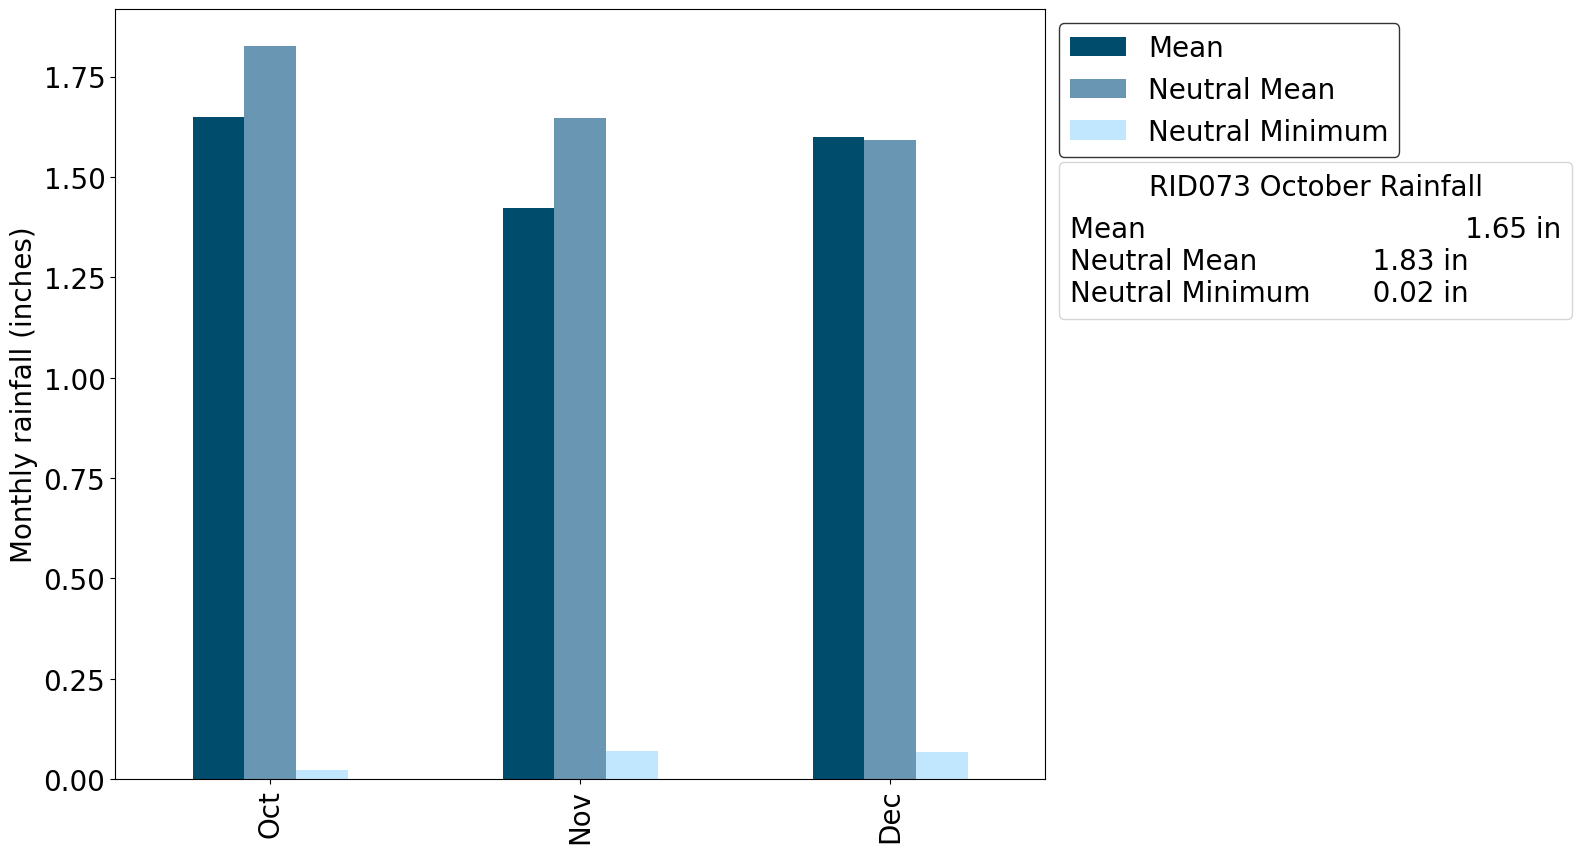 Monthly rainfall (inches)
1.75
1.50
1.25
1.00
0.75
0.50
0.25
0.00
Oct
Nov
Dec
Mean
Neutral Mean
Neutral Minimum
RID073 October Rainfall
Mean 1.65 in
Neutral Mean 1.83 in
Neutral Minimum 0.02 in